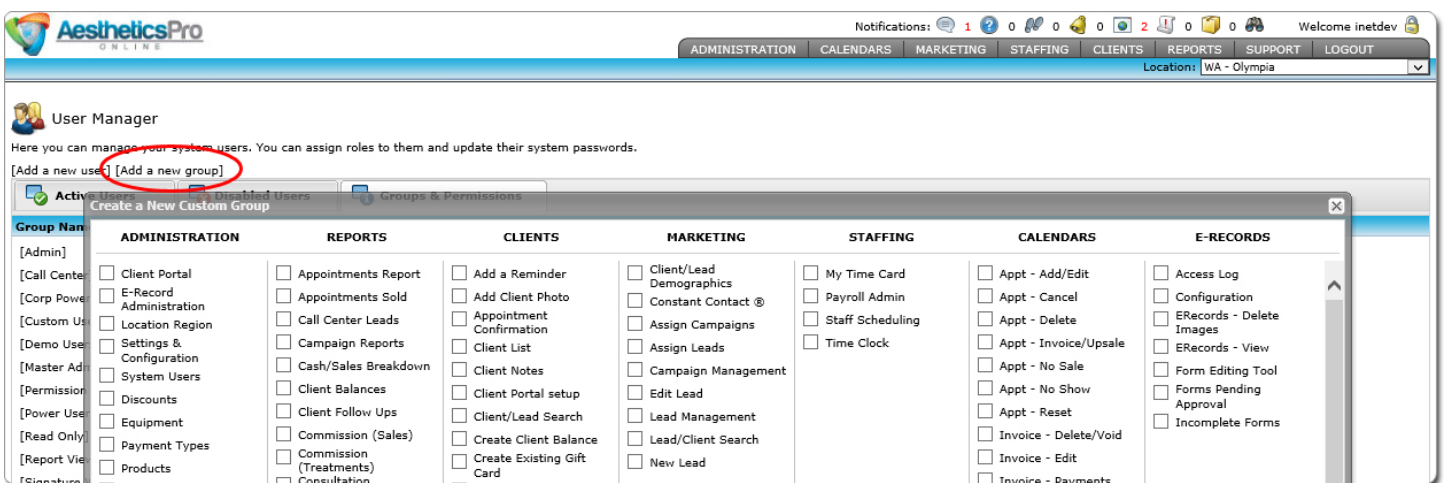 AestheticsPro
ONLINE
Notifications: 1 0 0 0 2 0 0 Welcome inetdev
ADMINISTRATION CALENDARS MARKETING STAFFING CLIENTS REPORTS SUPPORT LOGOUT
Location: WA - Olympia
User Manager
Here you can manage your system users. You can assign roles to them and update their system passwords.
[Add a new user] [Add a new group]
Active Users Disabled Users Groups & Permissions
Create a New Custom Group
Group Nam
[Admin]
[Call Center
[Corp Power
[Custom Us
[Demo User
[Master Adm
[Permission
[Power User
[Read Only]
[Report Vie
[Signature
ADMINISTRATION
Client Portal
E-Record
Administration
Location Region
Settings &
Configuration
System Users
Discounts
Equipment
Payment Types
Products
REPORTS
Appointments Report
Appointments Sold
Call Center Leads
Campaign Reports
Cash/Sales Breakdown
Client Balances
Client Follow Ups
Commission (Sales)
Commission
(Treatments)
Consultation
CLIENTS
Add a Reminder
Add Client Photo
Appointment
Confirmation
Client List
Client Notes
Client Portal setup
Client/Lead Search
Create Client Balance
Create Existing Gift
Card
MARKETING
Client/Lead
Demographics
Constant Contact ®
Assign Campaigns
Assign Leads
Campaign Management
Edit Lead
Lead Management
Lead/Client Search
New Lead
STAFFING
My Time Card
Payroll Admin
Staff Scheduling
Time Clock
CALENDARS
Appt - Add/Edit
Appt - Cancel
Appt - Delete
Appt - Invoice/Upsale
Appt - No Sale
Appt - No Show
Appt - Reset
Invoice - Delete/Void
Invoice - Edit
Invoice - Payments
E-RECORDS
Access Log
Configuration
ERecords - Delete
Images
ERecords - View
Form Editing Tool
Forms Pending
Approval
Incomplete Forms